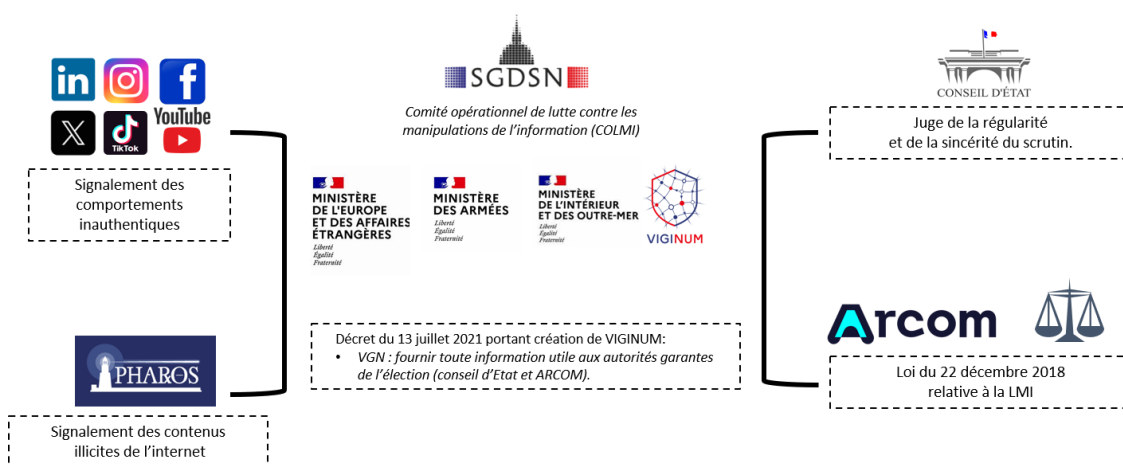 in
f
X
TikTok
YouTube
Signalement des
comportements
inauthentiques
PHAROS
Signalement des contenus
illicites de l'internet
SGDSN
Comité opérationnel de lutte contre les
manipulations de l'information (COLMI)
MINISTÈRE
DE L'EUROPE
ET DES AFFAIRES
ÉTRANGÈRES
Liberté
Égalité
Fraternité
MINISTÈRE
DES ARMÉES
Liberté
Égalité
Fraternité
MINISTÈRE
DE L'INTÉRIEUR
ET DES OUTRE-MER
Liberté
Égalité
Fraternité
VIGINUM
Décret du 13 juillet 2021 portant création de VIGINUM:
• VGN : fournir toute information utile aux autorités garantes
de l'élection (conseil d'Etat et ARCOM).
CONSEIL D'ÉTAT
Juge de la régularité
et de la sincérité du scrutin.
Arcom
Loi du 22 décembre 2018
relative à la LMI